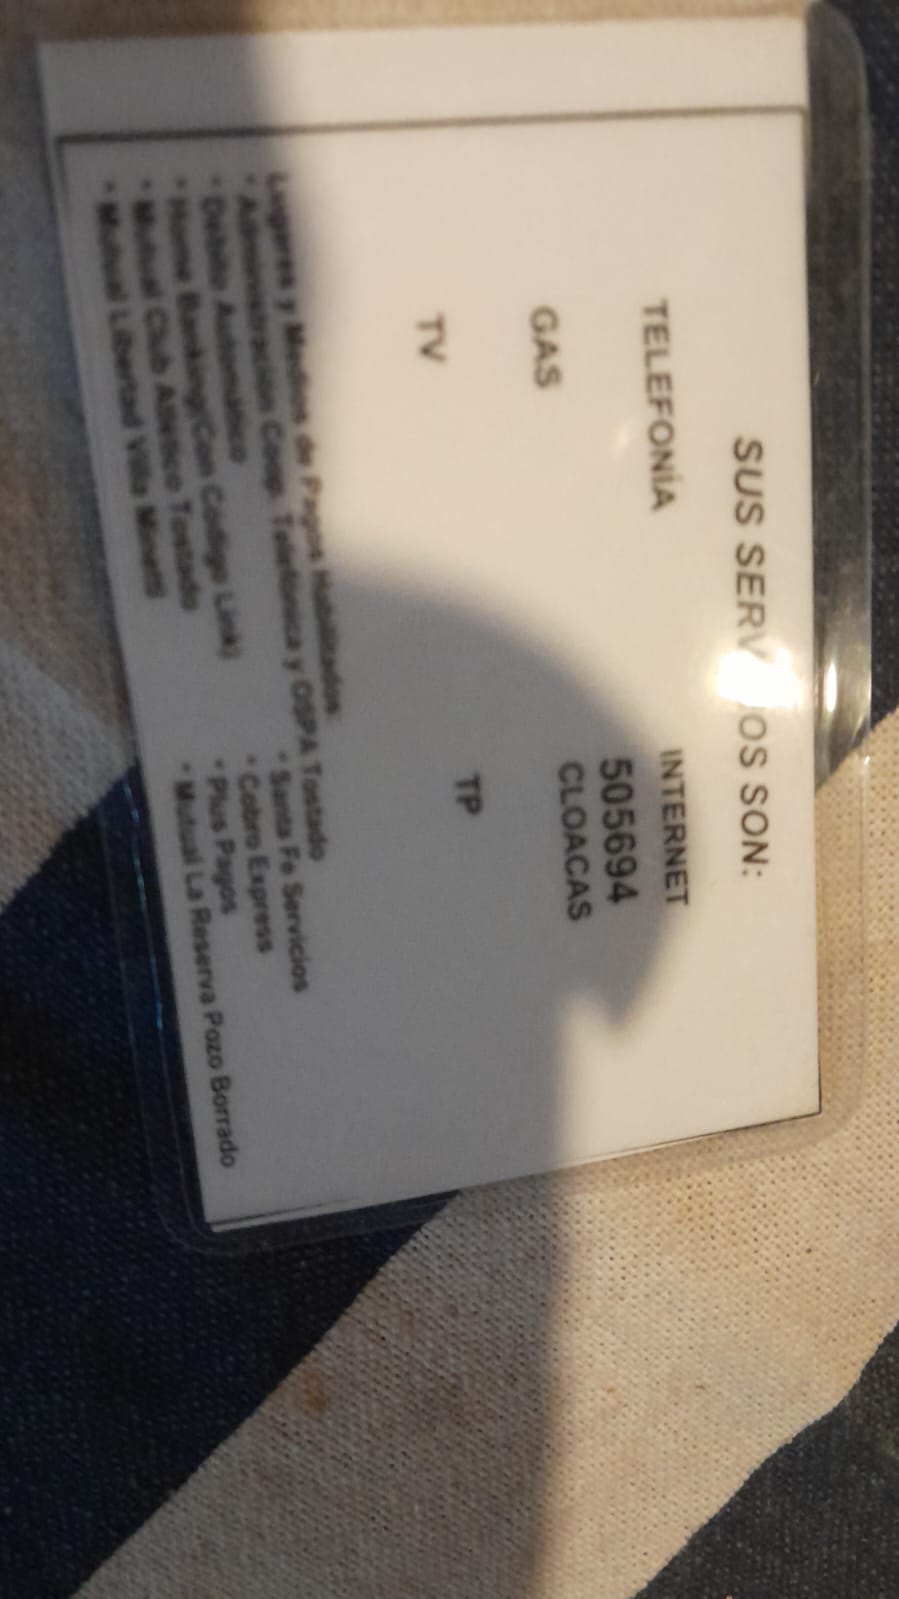 SUS SERV OS SON:
TELEFONÍA
INTERNET
505694
GAS
CLOACAS
TV
TP
Lugares y Medios de Pagos Habilitados:
• Administración Coop. Telefónica y OSPA Tostado
• Débito Automático
• Home Banking(Con Código Link)
• Mutual Club Atlético Tostado
• Mutual Libertad Villa Minetti
• Santa Fe Servicios
• Cobro Express
• Plus Pagos
• Mutual La Reserva Pozo Borrado